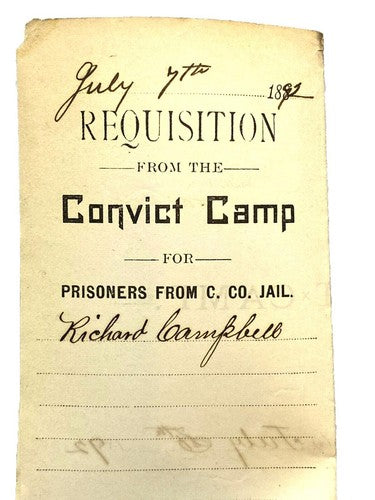 July 7th 1892
REQUISITION
FROM THE
Convict Camp
FOR
PRISONERS FROM C. CO. JAIL.
Richard Campbell